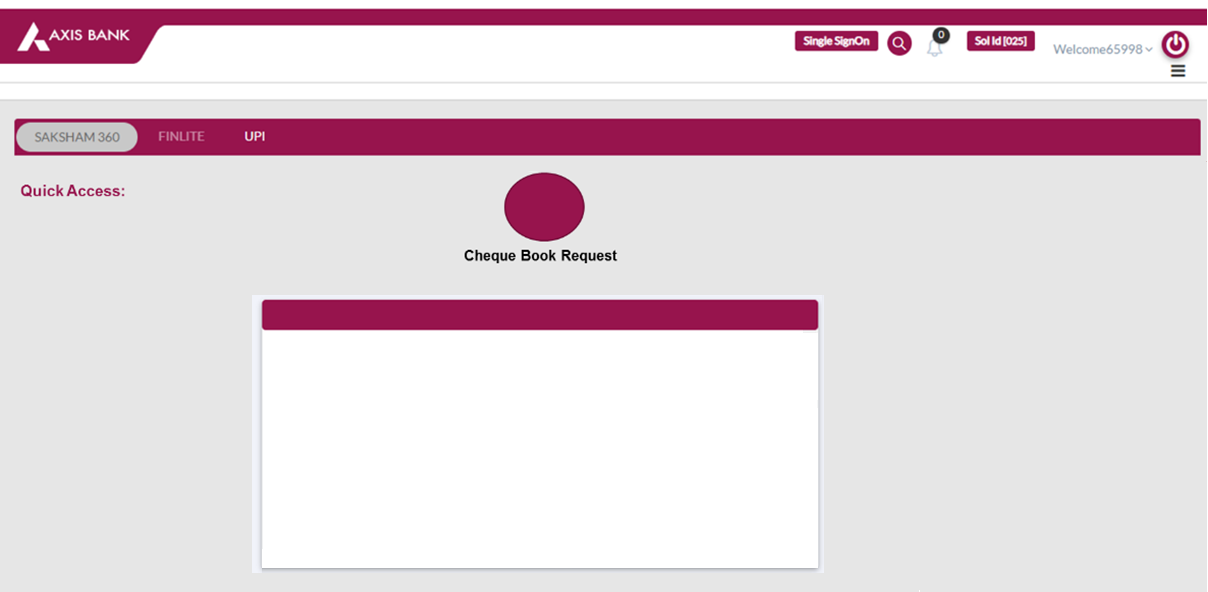 AXIS BANK
Single SignOn
0
Sol Id [025]
Welcome65998
SAKSHAM 360 FINLITE UPI
Quick Access:
Cheque Book Request